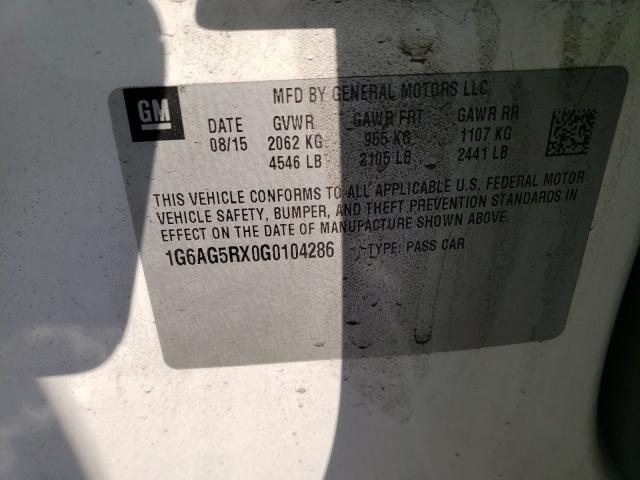 GM
MFD BY GENERAL MOTORS LLC
DATE GVWR GAWR FRT GAWR RR
08/15 2062 KG 955 KG 1107 KG
4546 LB 2105 LB 2441 LB
THIS VEHICLE CONFORMS TO ALL APPLICABLE U.S. FEDERAL MOTOR
VEHICLE SAFETY, BUMPER, AND THEFT PREVENTION STANDARDS IN
EFFECT ON THE DATE OF MANUFACTURE SHOWN ABOVE.
1G6AG5RX0G0104286 TYPE: PASS CAR